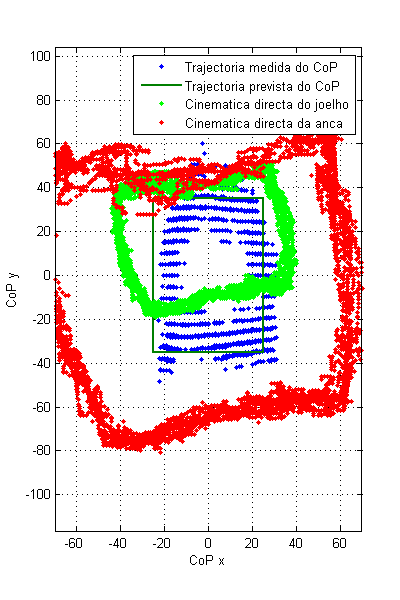 100
80
60
40
20
0
-20
-40
-60
-80
-100
CoP y
Trajectoria medida do CoP
Trajectoria prevista do CoP
Cinematica directa do joelho
Cinematica directa da anca
-60 -40 -20 0 20 40 60
CoP x